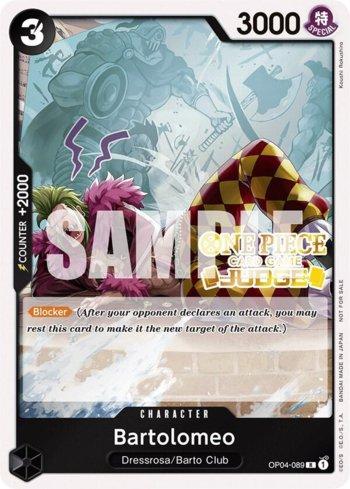 3
3000
特
SPECIAL
Koushi Rokushiro
COUNTER +2000
SAMPLE
ONE PIECE
CARD GAME
JUDGE
Blocker (After your opponent declares an attack, you may
rest this card to make it the new target of the attack.)
BANDAI MADE IN JAPAN NOT FOR SALE
©E.O./S., T.A.
©E.O/S
CHARACTER
Bartolomeo
Dressrosa/Barto Club
OP04-089 R 1